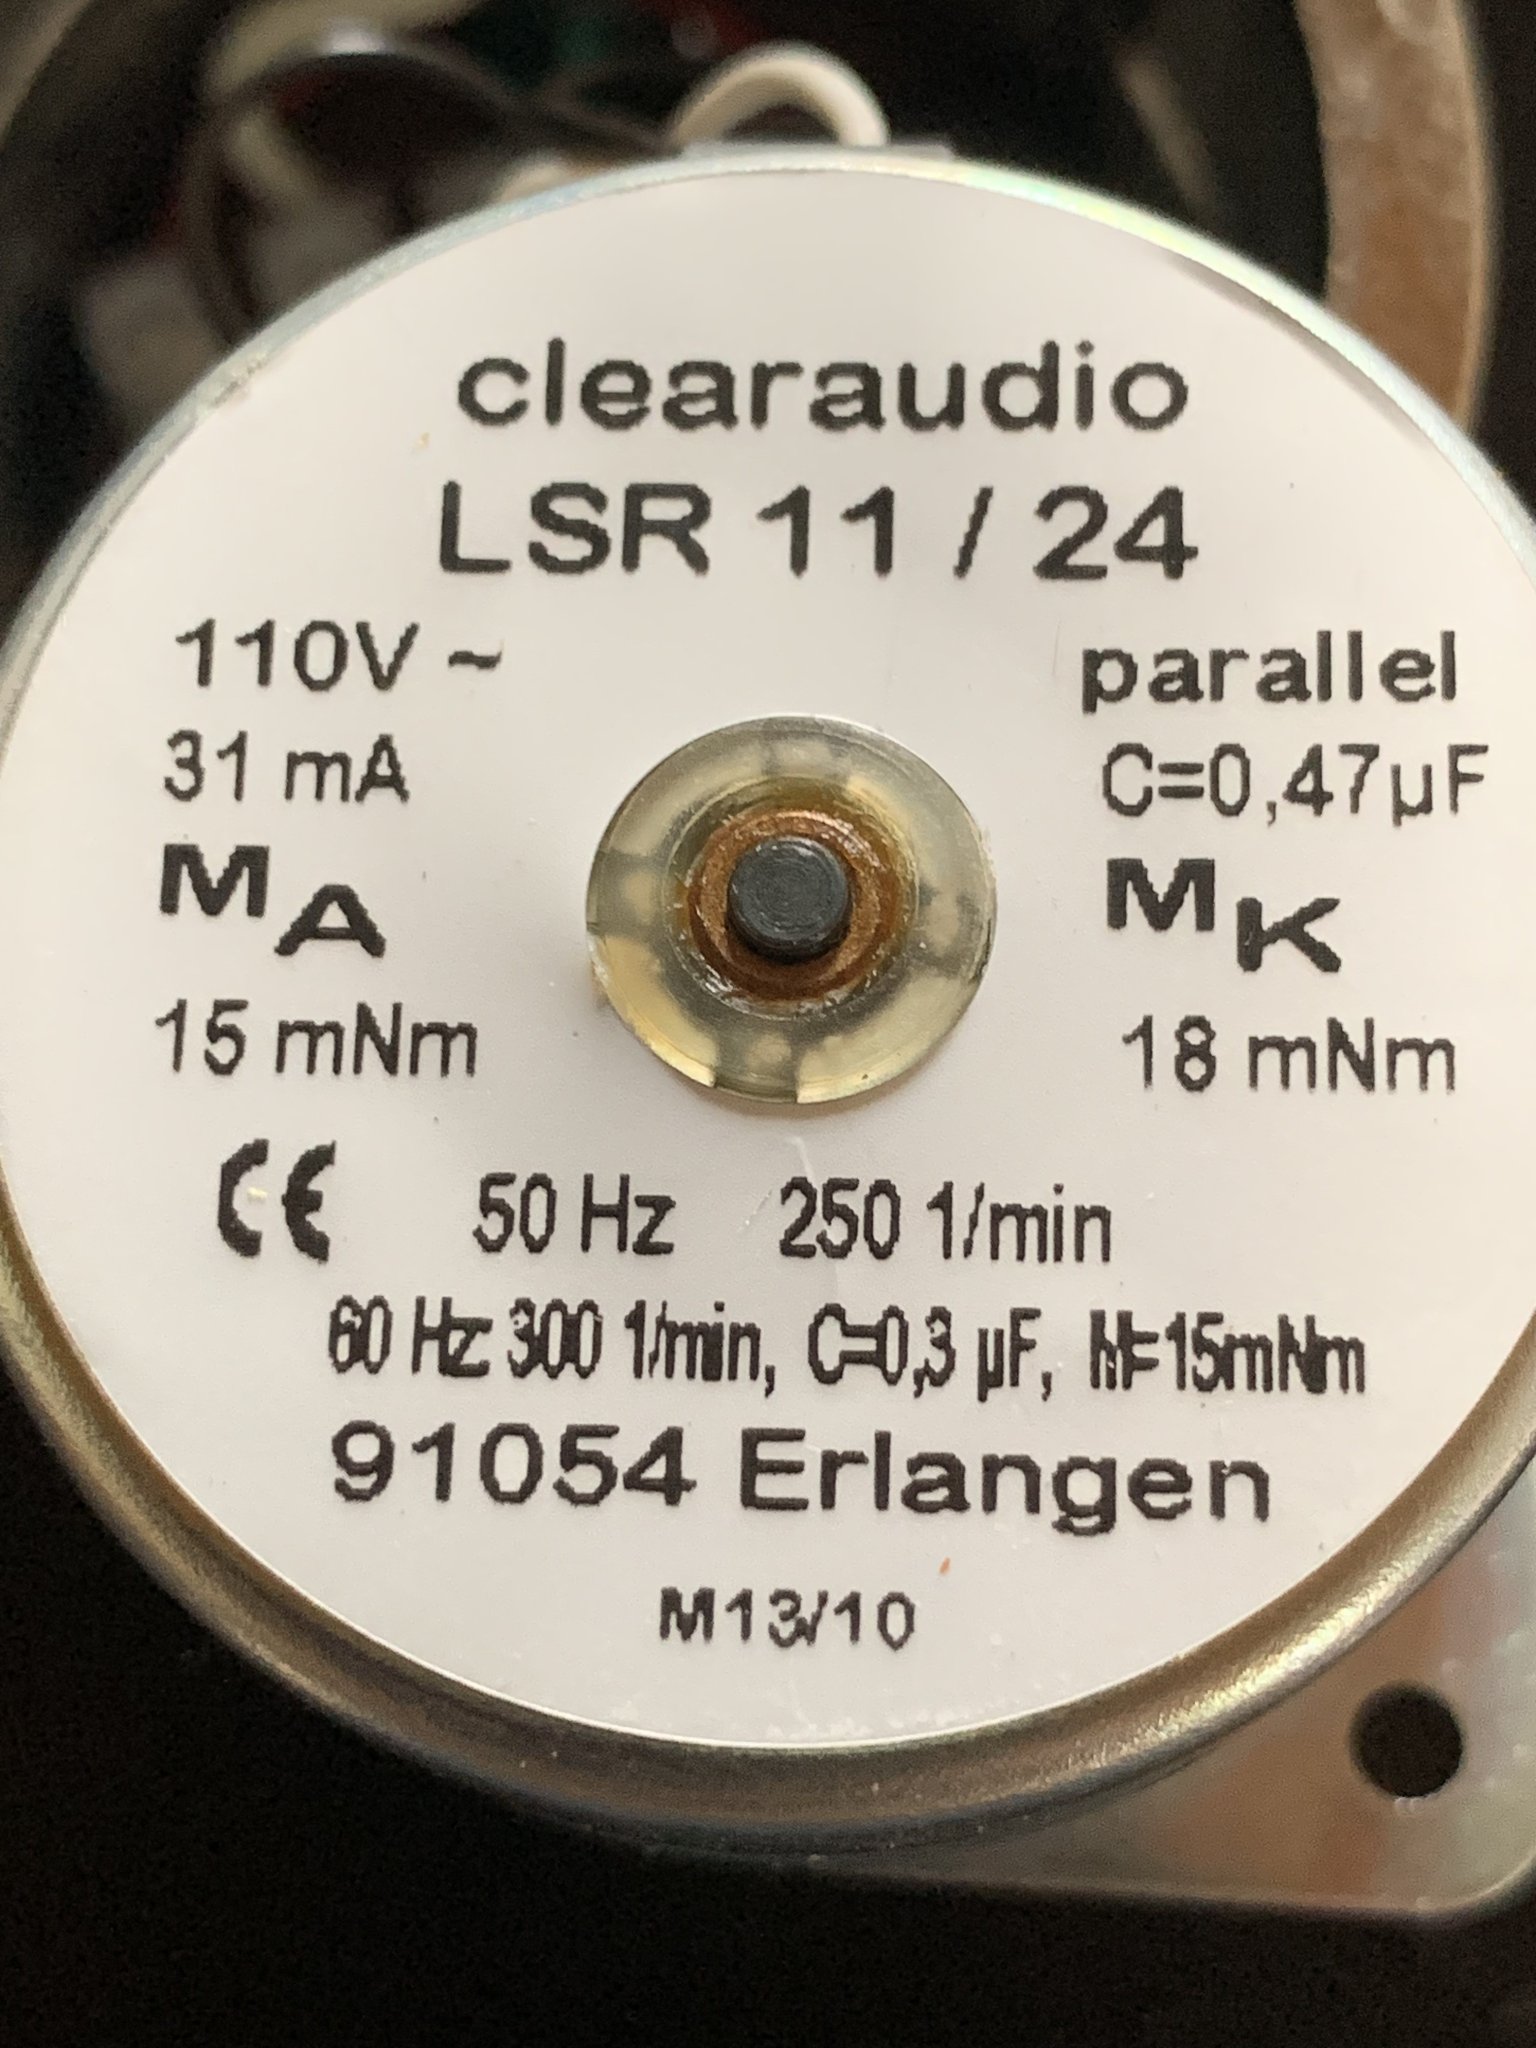 clearaudio
LSR 11 / 24
110V ~ parallel
31 mA C=0,47µF
MA MK
15 mNm 18 mNm
CE 50 Hz 250 1/min
60 Hz: 300 1/min, C=0,3 µF, M=15mNm
91054 Erlangen
M13/10